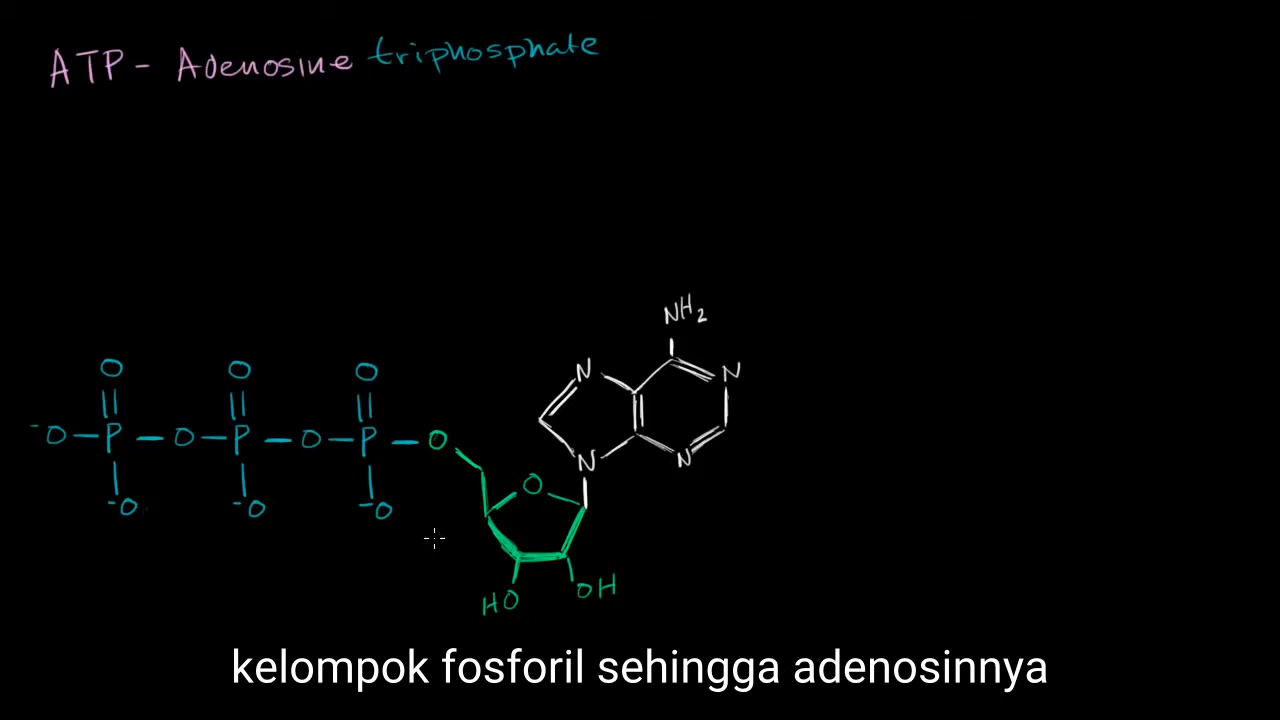 ATP - Adenosine triphosphate
NH2
O O O N N
-O P O P O P O N N
-O -O -O O
HO OH
kelompok fosforil sehingga adenosinnya